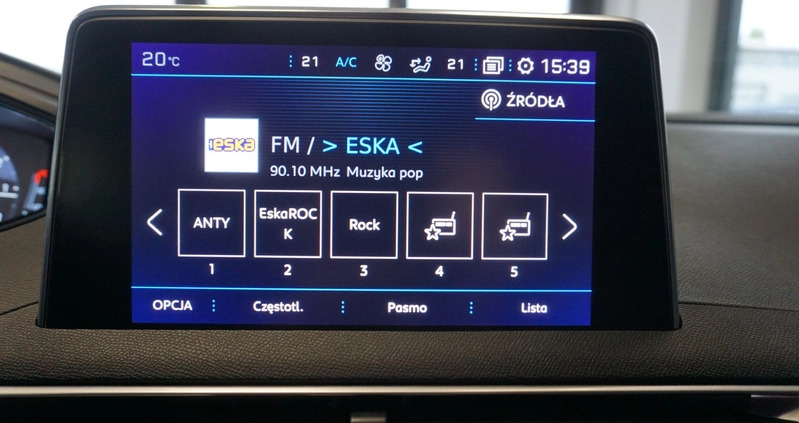 20°C 21 A/C 21 15:39
ŹRÓDŁA
eska FM / > ESKA <
90.10 MHz Muzyka pop
ANTY EskaROC Rock
K
1 2 3 4 5
OPCJA Częstotl. Pasmo Lista